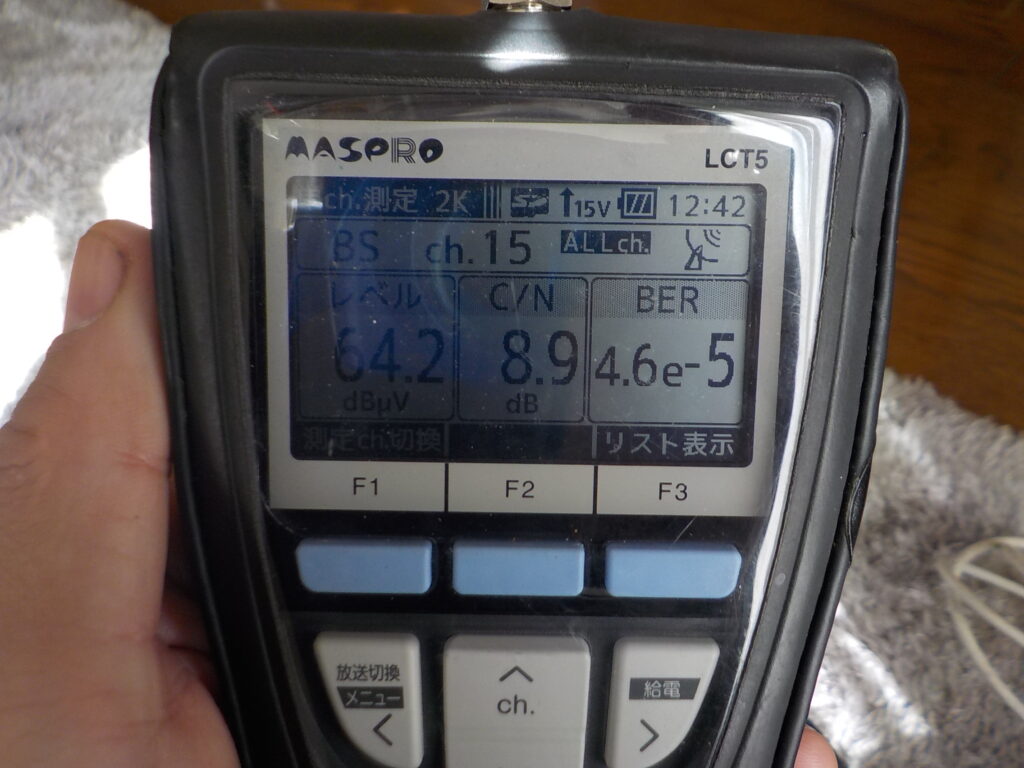 MASPRO LCT5
ch.測定 2K SD ↑15V 12:42
BS ch.15 ALLch.
レベル C/N BER
64.2 8.9 4.6e-5
dBμV dB
測定ch.切換 リスト表示
F1 F2 F3
放送切換 ch. 給電
メニュー